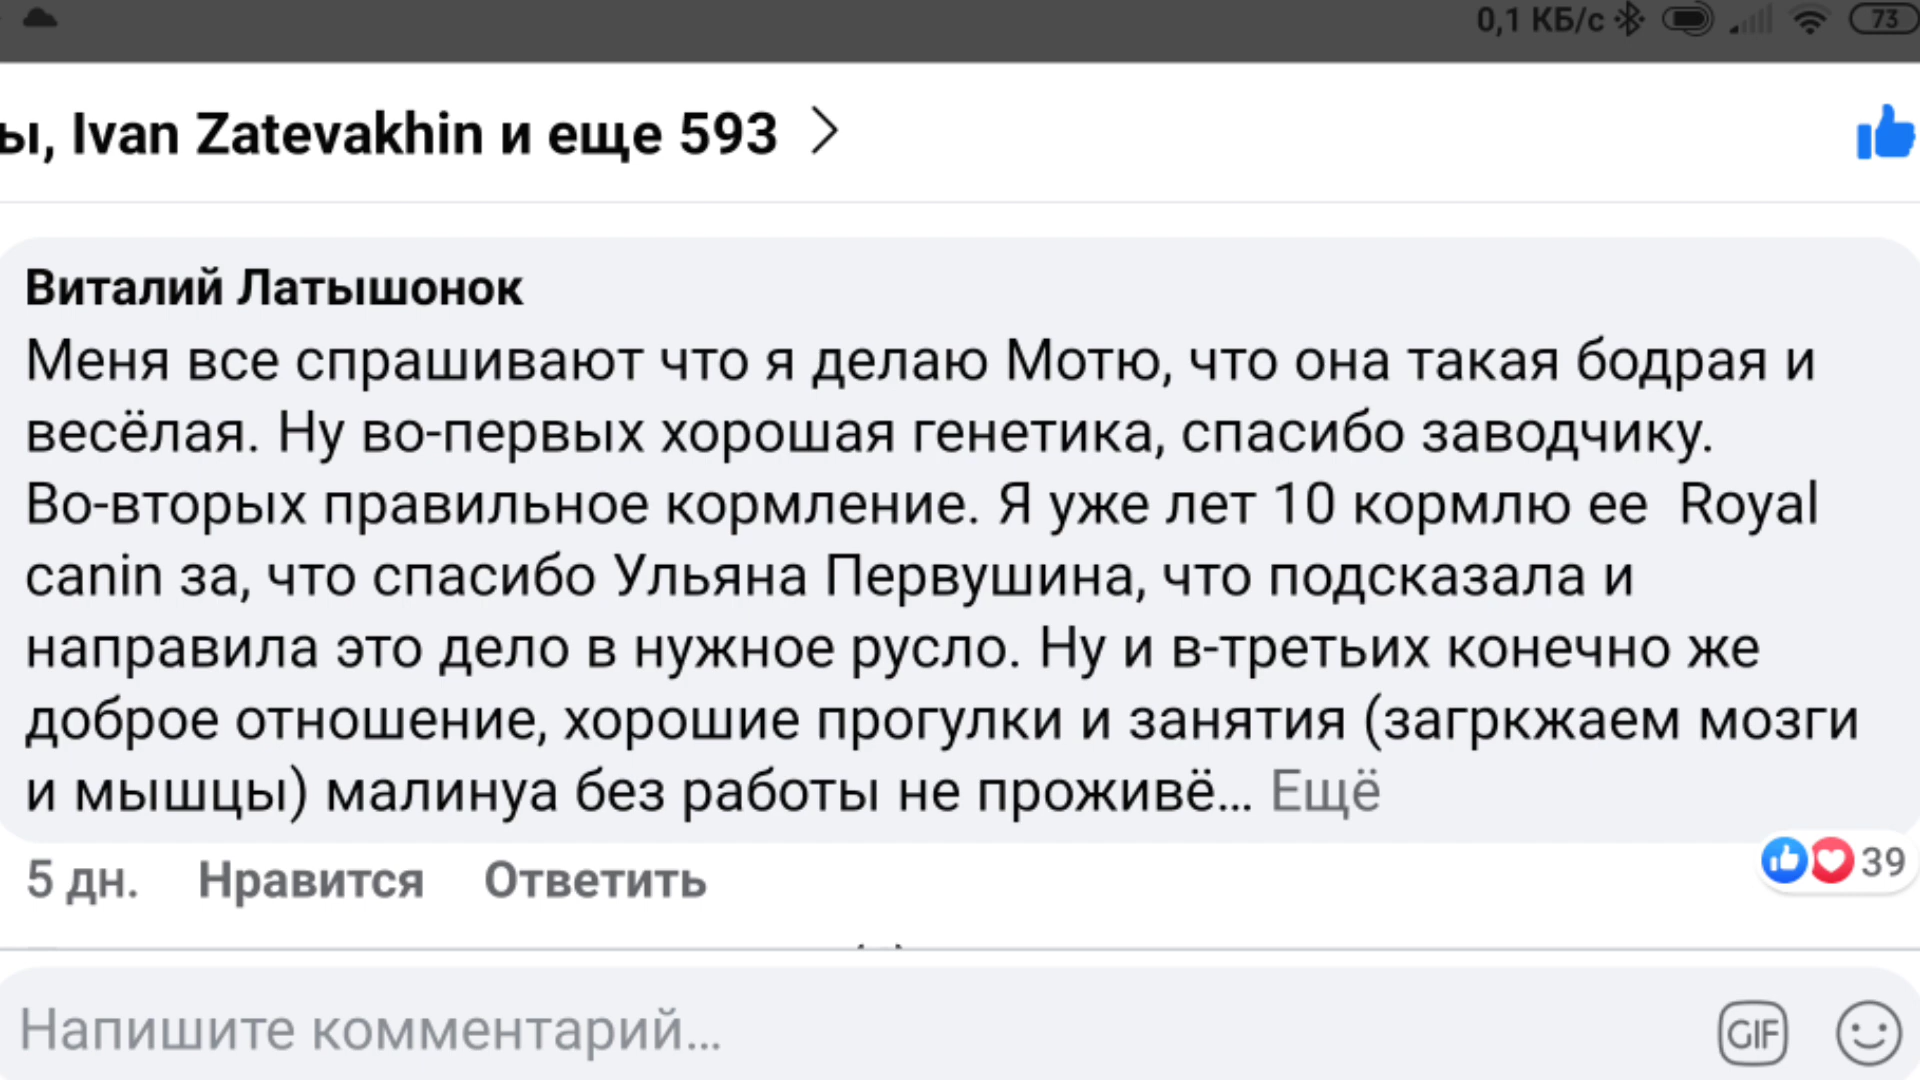 0,1 КБ/с 73
ы, Ivan Zatevakhin и еще 593
Виталий Латышонок
Меня все спрашивают что я делаю Мотю, что она такая бодрая и
весёлая. Ну во-первых хорошая генетика, спасибо заводчику.
Во-вторых правильное кормление. Я уже лет 10 кормлю ее Royal
canin за, что спасибо Ульяна Первушина, что подсказала и
направила это дело в нужное русло. Ну и в-третьих конечно же
доброе отношение, хорошие прогулки и занятия (загркжаем мозги
и мышцы) малинуа без работы не проживё... Ещё
5 дн. Нравится Ответить 39
Напишите комментарий... GIF